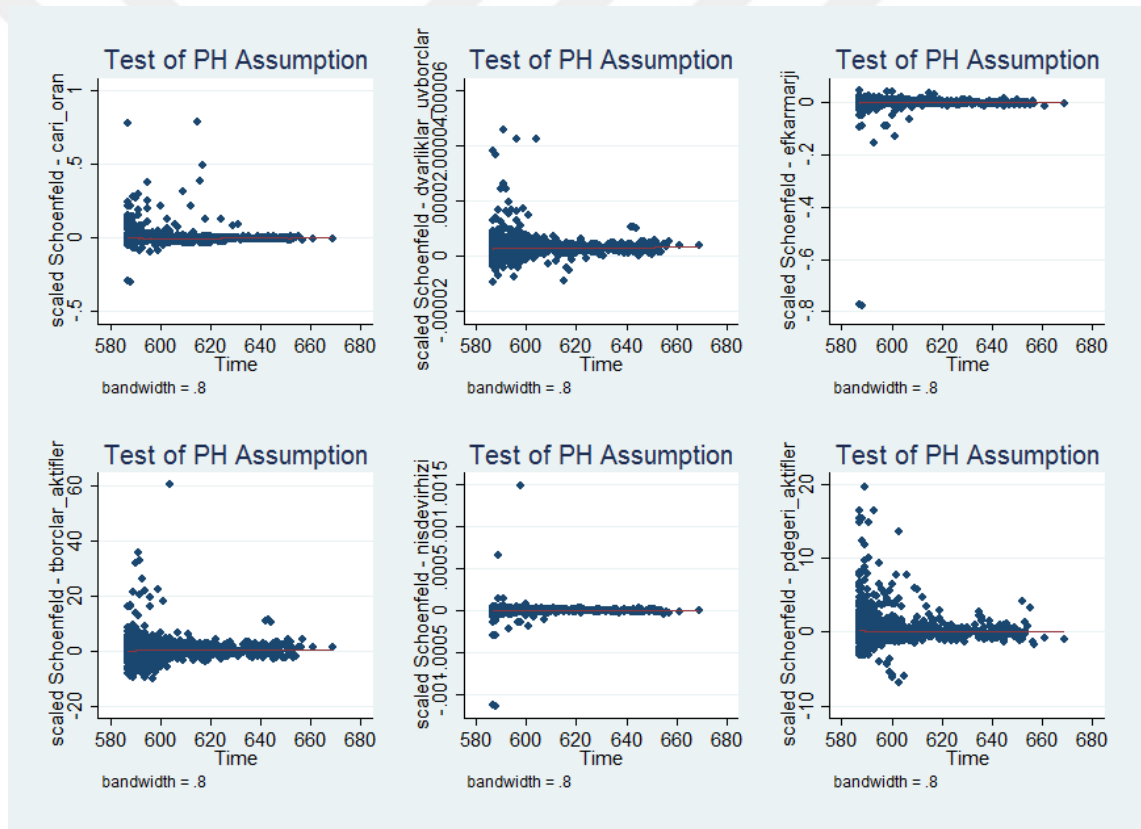 Test of PH Assumption
scaled Schoenfeld - cari_oran
-.5 0 .5 1
580 600 620 640 660 680
Time
bandwidth = .8
Test of PH Assumption
scaled Schoenfeld - dvarliklar_uvborclar
-.00002 0 .00002.00004.00006
580 600 620 640 660 680
Time
bandwidth = .8
Test of PH Assumption
scaled Schoenfeld - efkarmarji
-.8 -.6 -.4 -.2 0
580 600 620 640 660 680
Time
bandwidth = .8
Test of PH Assumption
scaled Schoenfeld - tborclar_aktifler
-20 0 20 40 60
580 600 620 640 660 680
Time
bandwidth = .8
Test of PH Assumption
scaled Schoenfeld - nisdevirhizi
-.001.0005 0 .0005.001.0015
580 600 620 640 660 680
Time
bandwidth = .8
Test of PH Assumption
scaled Schoenfeld - pdegeri_aktifler
-10 0 10 20
580 600 620 640 660 680
Time
bandwidth = .8